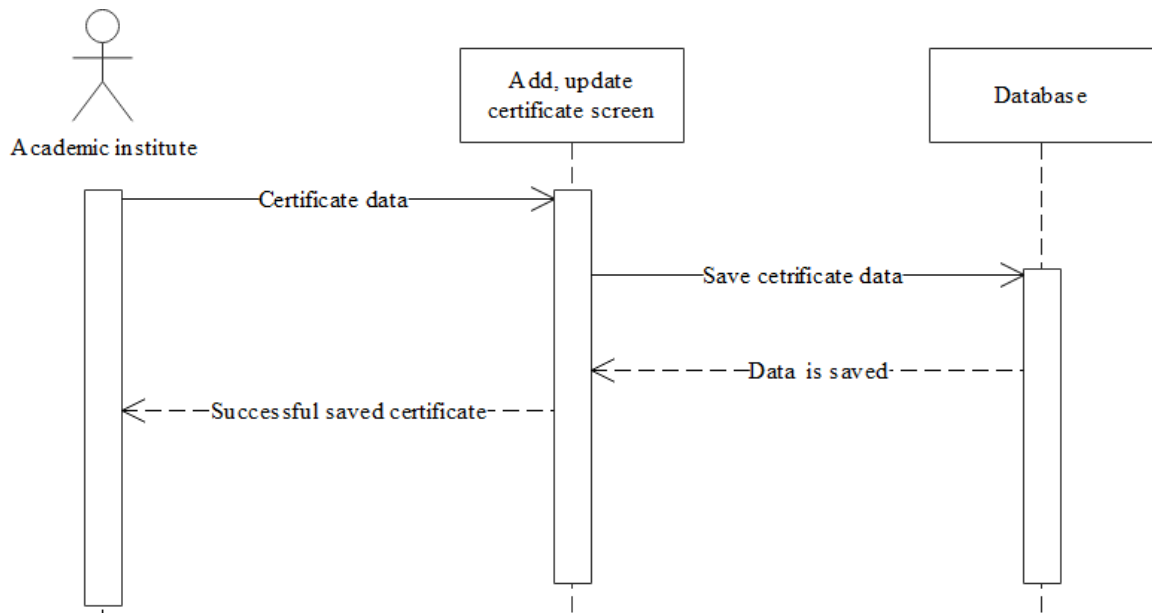 Add, update
certificate screen
Database
Academic institute
Certificate data
Save cetrificate data
Data is saved
Successful saved certificate